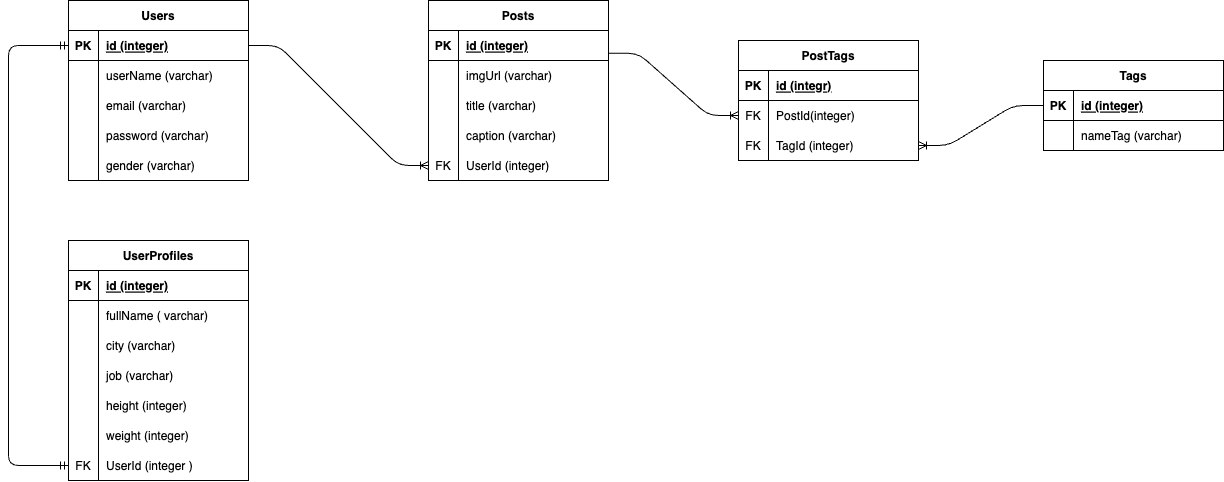 Users
PK id (integer)
userName (varchar)
email (varchar)
password (varchar)
gender (varchar)
Posts
PK id (integer)
imgUrl (varchar)
title (varchar)
caption (varchar)
FK UserId (integer)
PostTags
PK id (integr)
FK PostId(integer)
FK TagId (integer)
Tags
PK id (integer)
nameTag (varchar)
UserProfiles
PK id (integer)
fullName ( varchar)
city (varchar)
job (varchar)
height (integer)
weight (integer)
FK UserId (integer )